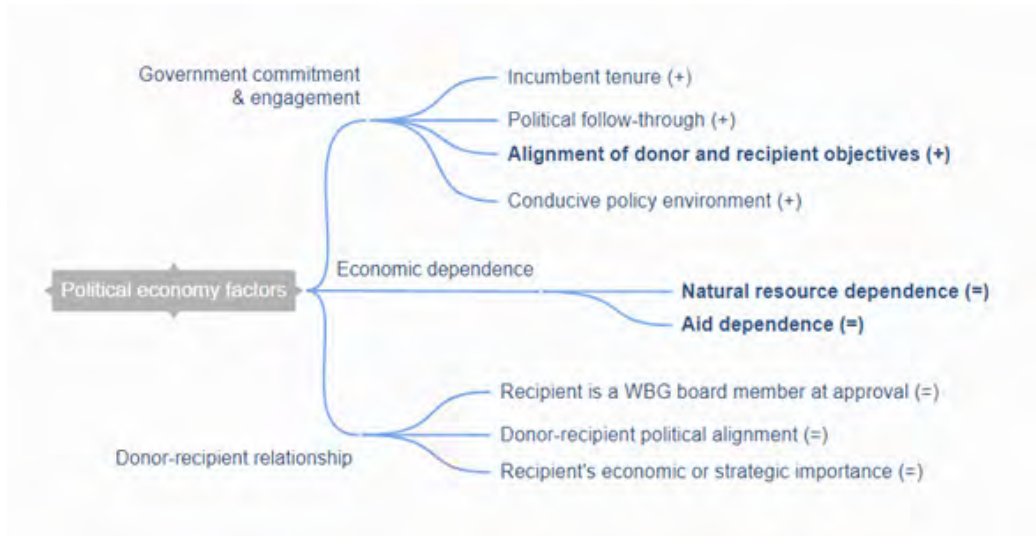 Government commitment
& engagement
Incumbent tenure (+)
Political follow-through (+)
Alignment of donor and recipient objectives (+)
Conducive policy environment (+)
Political economy factors
Economic dependence
Natural resource dependence (=)
Aid dependence (=)
Donor-recipient relationship
Recipient is a WBG board member at approval (=)
Donor-recipient political alignment (=)
Recipient's economic or strategic importance (=)